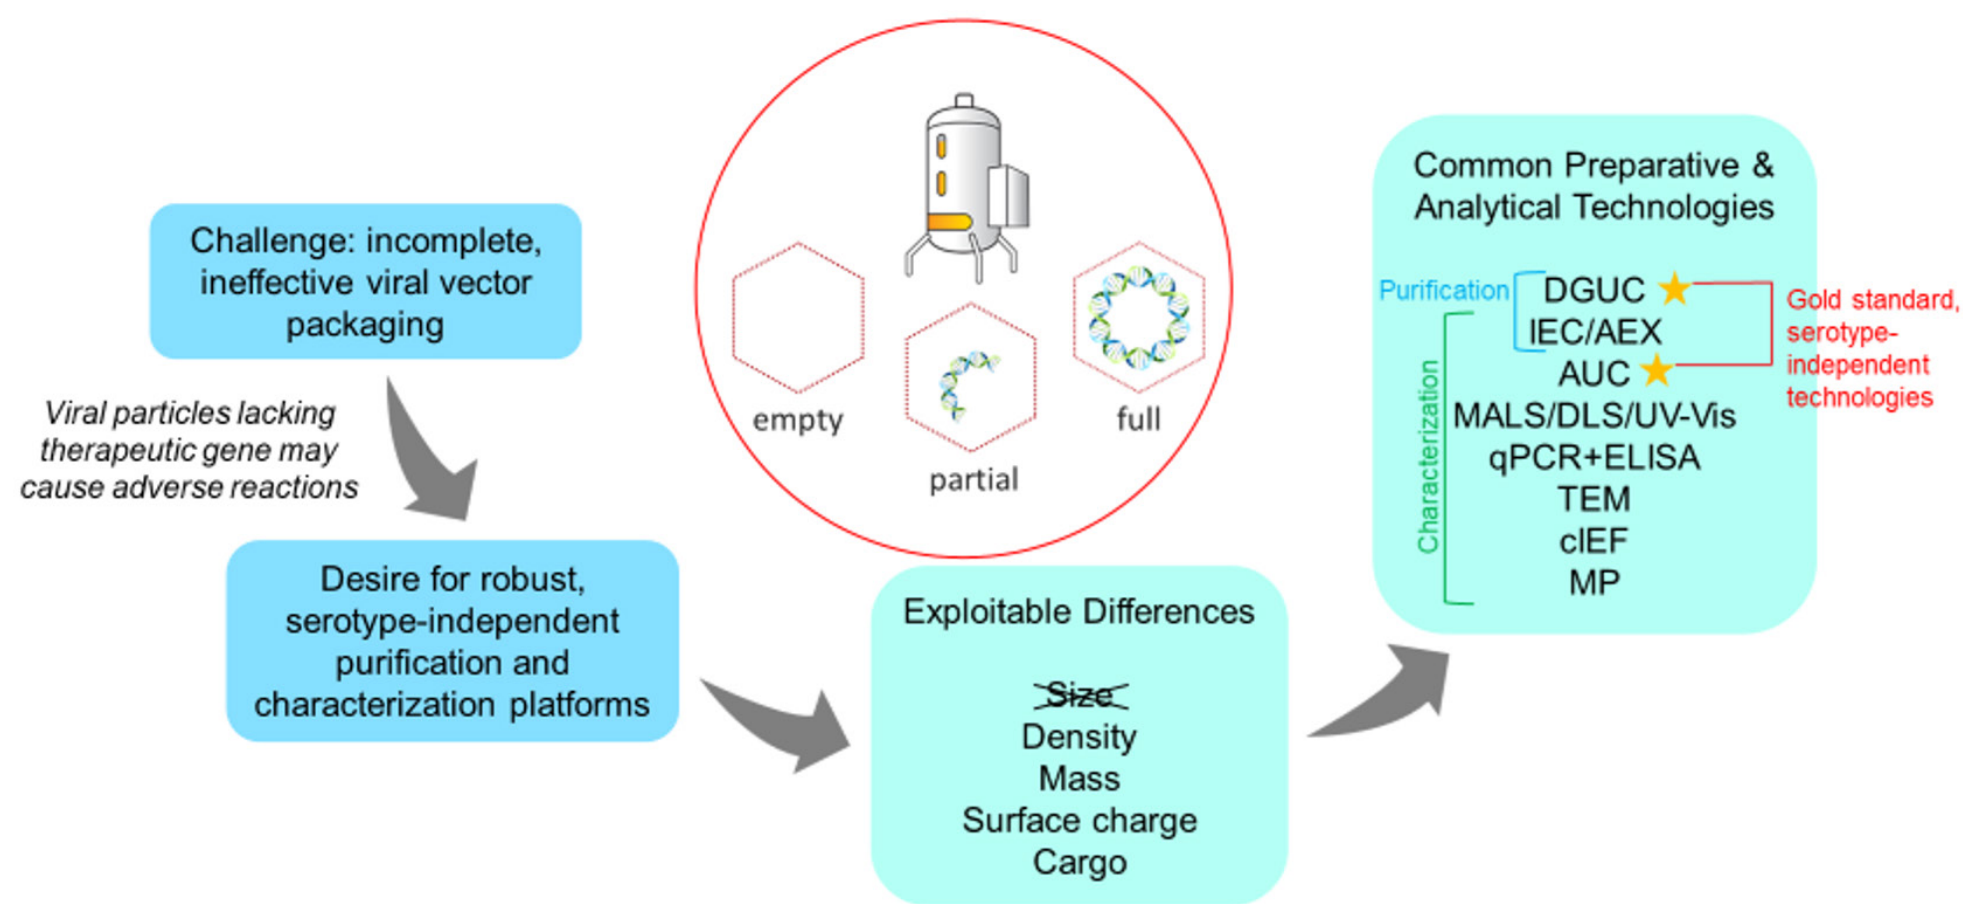 Challenge: incomplete,
ineffective viral vector
packaging
Viral particles lacking
therapeutic gene may
cause adverse reactions
Desire for robust,
serotype-independent
purification and
characterization platforms
empty
partial
full
Exploitable Differences
Size
Density
Mass
Surface charge
Cargo
Common Preparative &
Analytical Technologies
Purification
Characterization
DGUC
IEC/AEX
AUC
MALS/DLS/UV-Vis
qPCR+ELISA
TEM
cIEF
MP
Gold standard,
serotype-
independent
technologies